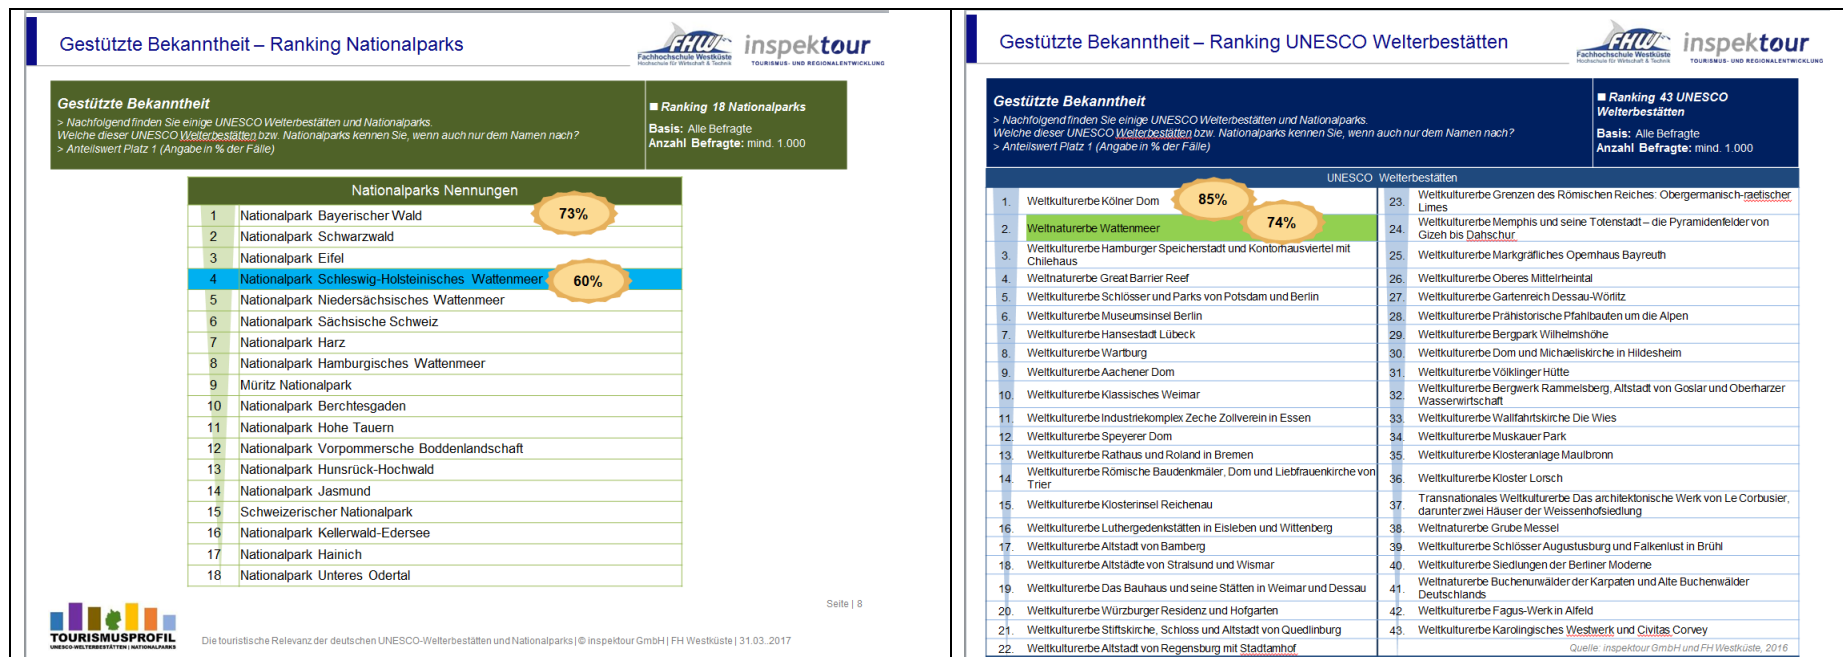 Gestützte Bekanntheit – Ranking Nationalparks
FHW
Fachhochschule Westküste
Hochschule für Wirtschaft & Technik
inspektour
TOURISMUS- UND REGIONALENTWICKLUNG
Gestützte Bekanntheit
> Nachfolgend finden Sie einige UNESCO Welterbestätten und Nationalparks.
Welche dieser UNESCO Welterbestätten bzw. Nationalparks kennen Sie, wenn auch nur dem Namen nach?
> Anteilswert Platz 1 (Angabe in % der Fälle)
■ Ranking 18 Nationalparks
Basis: Alle Befragte
Anzahl Befragte: mind. 1.000
Nationalparks Nennungen
1 Nationalpark Bayerischer Wald 73%
2 Nationalpark Schwarzwald
3 Nationalpark Eifel
4 Nationalpark Schleswig-Holsteinisches Wattenmeer 60%
5 Nationalpark Niedersächsisches Wattenmeer
6 Nationalpark Sächsische Schweiz
7 Nationalpark Harz
8 Nationalpark Hamburgisches Wattenmeer
9 Müritz Nationalpark
10 Nationalpark Berchtesgaden
11 Nationalpark Hohe Tauern
12 Nationalpark Vorpommersche Boddenlandschaft
13 Nationalpark Hunsrück-Hochwald
14 Nationalpark Jasmund
15 Schweizerischer Nationalpark
16 Nationalpark Kellerwald-Edersee
17 Nationalpark Hainich
18 Nationalpark Unteres Odertal
Seite | 8
TOURISMUSPROFIL
UNESCO-WELTERBESTÄTTEN | NATIONALPARKS
Die touristische Relevanz der deutschen UNESCO-Welterbestätten und Nationalparks | © inspektour GmbH | FH Westküste | 31.03..2017
Gestützte Bekanntheit – Ranking UNESCO Welterbestätten
FHW
Fachhochschule Westküste
Hochschule für Wirtschaft & Technik
inspektour
TOURISMUS- UND REGIONALENTWICKLUNG
Gestützte Bekanntheit
> Nachfolgend finden Sie einige UNESCO Welterbestätten und Nationalparks.
Welche dieser UNESCO Welterbestätten bzw. Nationalparks kennen Sie, wenn auch nur dem Namen nach?
> Anteilswert Platz 1 (Angabe in % der Fälle)
■ Ranking 43 UNESCO
Welterbestätten
Basis: Alle Befragte
Anzahl Befragte: mind. 1.000
UNESCO Welterbestätten
1. Weltkulturerbe Kölner Dom 85%
2. Weltnaturerbe Wattenmeer 74%
3. Weltkulturerbe Hamburger Speicherstadt und Kontorhausviertel mit
Chilehaus
4. Weltnaturerbe Great Barrier Reef
5. Weltkulturerbe Schlösser und Parks von Potsdam und Berlin
6. Weltkulturerbe Museumsinsel Berlin
7. Weltkulturerbe Hansestadt Lübeck
8. Weltkulturerbe Wartburg
9. Weltkulturerbe Aachener Dom
10. Weltkulturerbe Klassisches Weimar
11. Weltkulturerbe Industriekomplex Zeche Zollverein in Essen
12. Weltkulturerbe Speyerer Dom
13. Weltkulturerbe Rathaus und Roland in Bremen
14. Weltkulturerbe Römische Baudenkmäler, Dom und Liebfrauenkirche von
Trier
15. Weltkulturerbe Klosterinsel Reichenau
16. Weltkulturerbe Luthergedenkstätten in Eisleben und Wittenberg
17. Weltkulturerbe Altstadt von Bamberg
18. Weltkulturerbe Altstädte von Stralsund und Wismar
19. Weltkulturerbe Das Bauhaus und seine Stätten in Weimar und Dessau
20. Weltkulturerbe Würzburger Residenz und Hofgarten
21. Weltkulturerbe Stiftskirche, Schloss und Altstadt von Quedlinburg
22. Weltkulturerbe Altstadt von Regensburg mit Stadtamhof
23. Weltkulturerbe Grenzen des Römischen Reiches: Obergermanisch-raetischer
Limes
24. Weltkulturerbe Memphis und seine Totenstadt – die Pyramidenfelder von
Gizeh bis Dahschur
25. Weltkulturerbe Markgräfliches Opernhaus Bayreuth
26. Weltkulturerbe Oberes Mittelrheintal
27. Weltkulturerbe Gartenreich Dessau-Wörlitz
28. Weltkulturerbe Prähistorische Pfahlbauten um die Alpen
29. Weltkulturerbe Bergpark Wilhelmshöhe
30. Weltkulturerbe Dom und Michaeliskirche in Hildesheim
31. Weltkulturerbe Völklinger Hütte
32. Weltkulturerbe Bergwerk Rammelsberg, Altstadt von Goslar und Oberharzer
Wasserwirtschaft
33. Weltkulturerbe Wallfahrtskirche Die Wies
34. Weltkulturerbe Muskauer Park
35. Weltkulturerbe Klosteranlage Maulbronn
36. Weltkulturerbe Kloster Lorsch
37. Transnationales Weltkulturerbe Das architektonische Werk von Le Corbusier,
darunter zwei Häuser der Weissenhofsiedlung
38. Weltnaturerbe Grube Messel
39. Weltkulturerbe Schlösser Augustusburg und Falkenlust in Brühl
40. Weltkulturerbe Siedlungen der Berliner Moderne
41. Weltnaturerbe Buchenurwälder der Karpaten und Alte Buchenwälder
Deutschlands
42. Weltkulturerbe Fagus-Werk in Alfeld
43. Weltkulturerbe Karolingisches Westwerk und Civitas Corvey
Quelle: inspektour GmbH und FH Westküste, 2016